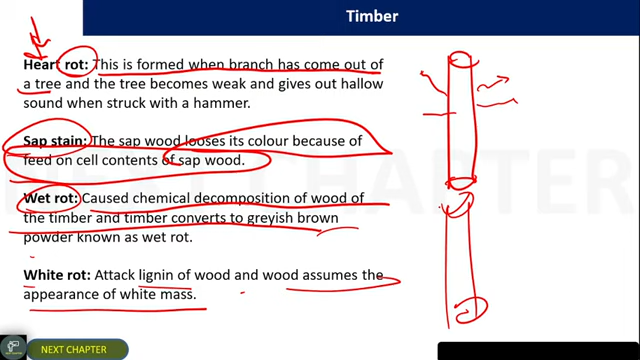 Timber
Heart rot: This is formed when branch has come out of
a tree and the tree becomes weak and gives out hallow
sound when struck with a hammer.
Sap stain: The sap wood looses its colour because of
feed on cell contents of sap wood.
Wet rot: Caused chemical decomposition of wood of
the timber and timber converts to greyish brown
powder known as wet rot.
White rot: Attack lignin of wood and wood assumes the
appearance of white mass.
NEXT CHAPTER
NEXT CHAPTER